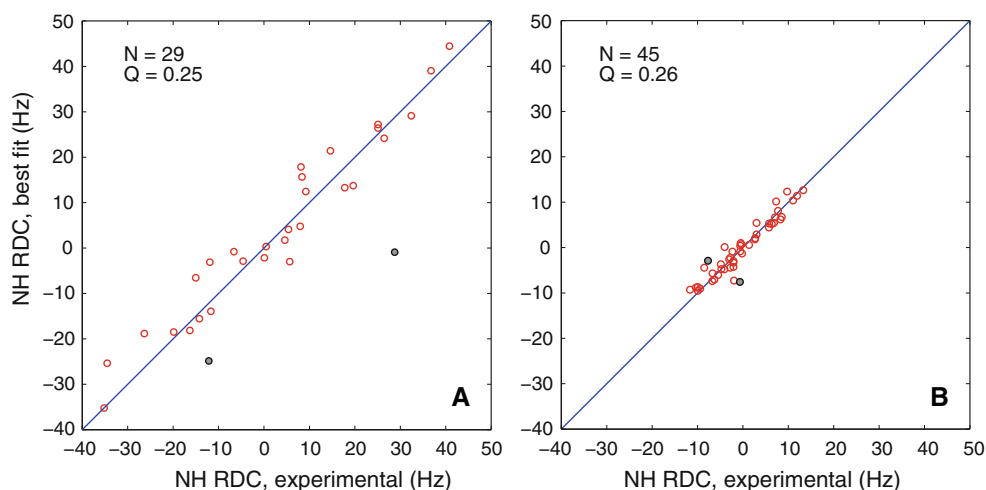 NH RDC, best fit (Hz)
50
40
30
20
10
0
−10
−20
−30
−40
N = 29
Q = 0.25
A
−40 −30 −20 −10 0 10 20 30 40 50
NH RDC, experimental (Hz)
50
40
30
20
10
0
−10
−20
−30
−40
N = 45
Q = 0.26
B
−40 −30 −20 −10 0 10 20 30 40 50
NH RDC, experimental (Hz)